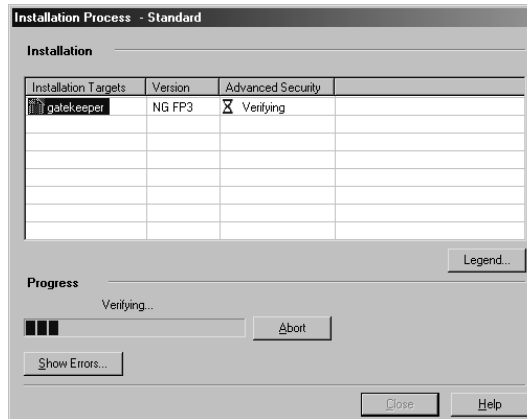 Installation Process - Standard
Installation
Installation Targets Version Advanced Security
gatekeeper NG FP3 Verifying
Legend...
Progress
Verifying...
Abort
Show Errors...
Close Help